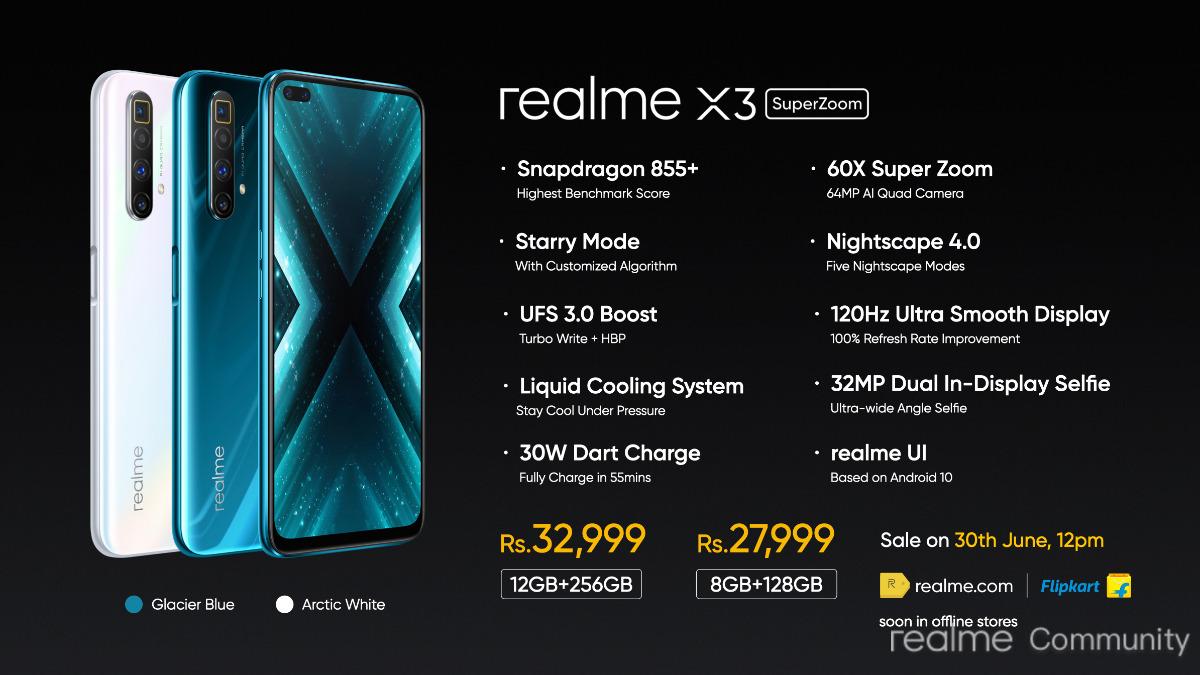 realme X3 SuperZoom
· Snapdragon 855+
Highest Benchmark Score
· Starry Mode
With Customized Algorithm
· UFS 3.0 Boost
Turbo Write + HBP
· Liquid Cooling System
Stay Cool Under Pressure
· 30W Dart Charge
Fully Charge in 55mins
· 60X Super Zoom
64MP AI Quad Camera
· Nightscape 4.0
Five Nightscape Modes
· 120Hz Ultra Smooth Display
100% Refresh Rate Improvement
· 32MP Dual In-Display Selfie
Ultra-wide Angle Selfie
· realme UI
Based on Android 10
Rs.32,999
12GB+256GB
Rs.27,999
8GB+128GB
Sale on 30th June, 12pm
R realme.com | Flipkart
soon in offline stores
realme Community
Glacier Blue
Arctic White
realme
realme